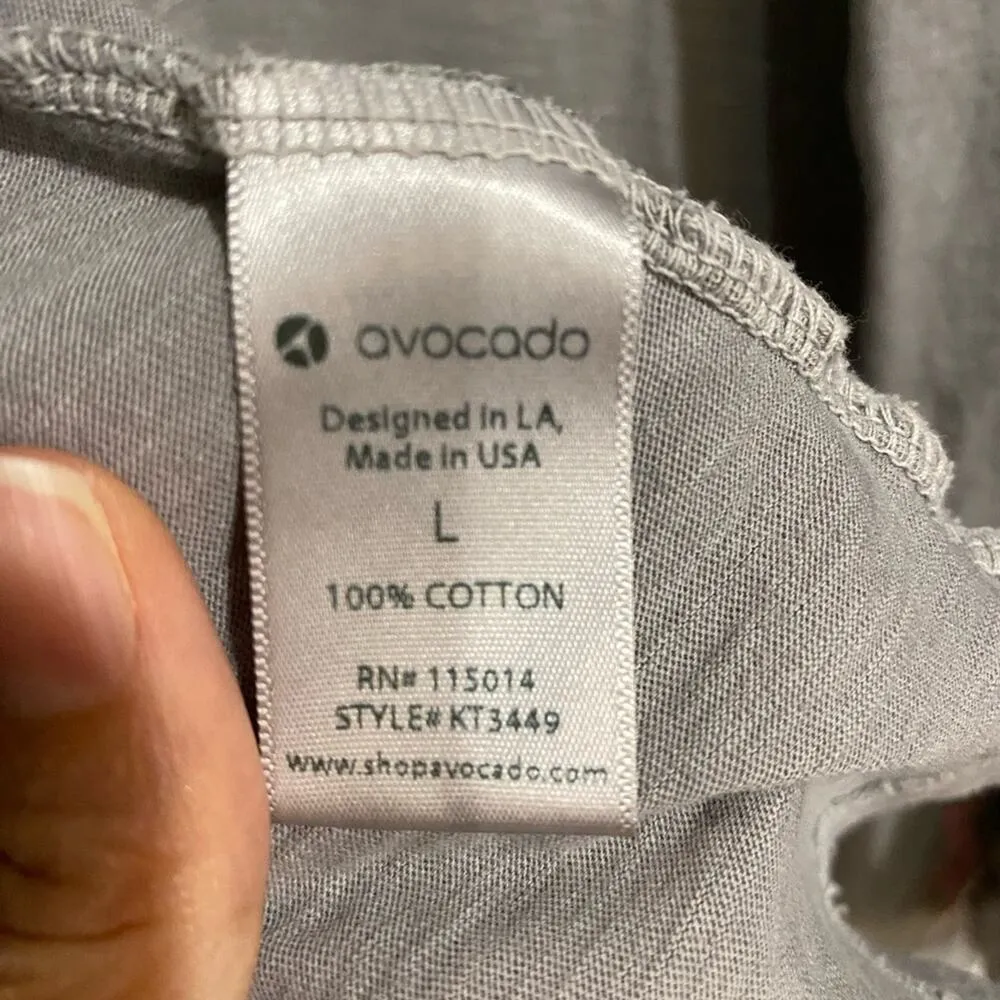 avocado
Designed in LA,
Made in USA
L
100% COTTON
RN# 115014
STYLE# KT3449
www.shopavocado.com